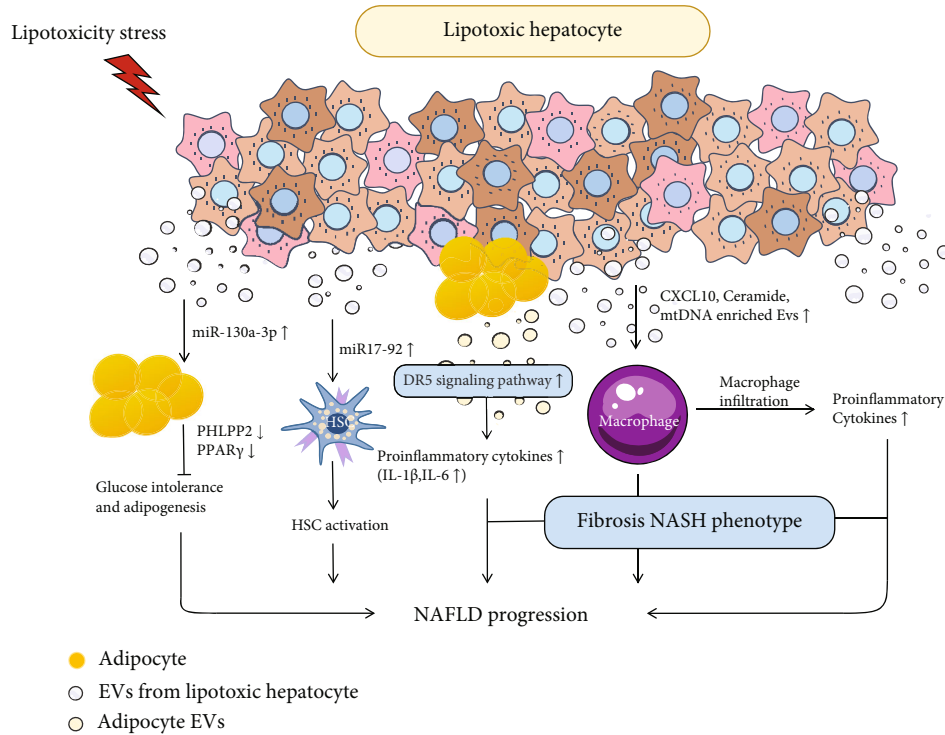 Lipotoxicity stress
Lipotoxic hepatocyte
miR-130a-3p ↑
miR17-92 ↑
CXCL10, Ceramide,
mtDNA enriched Evs ↑
DR5 signaling pathway ↑
HSC
Macrophage
Macrophage
infiltration
Proinflammatory
Cytokines ↑
PHLPP2 ↓
PPARγ ↓
Proinflammatory cytokines ↑
(IL-1β,IL-6 ↑)
Glucose intolerance
and adipogenesis
HSC activation
Fibrosis NASH phenotype
NAFLD progression
Adipocyte
EVs from lipotoxic hepatocyte
Adipocyte EVs